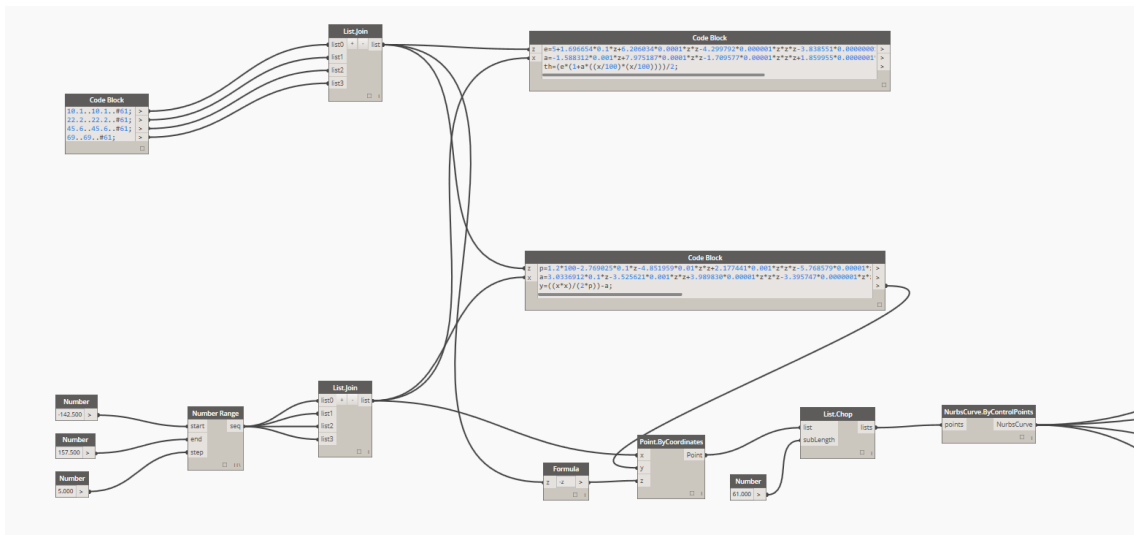 List.Join
list0 + - list
list1
list2
list3
Code Block
z e=9+1.696654*0.1*z+6.206034*0.0001*z*z-4.299792*0.000001*z*z*z-3.838551*0.0000000 >
x a=-1.588312*0.001*z+7.975187*0.0001*z*z-1.709577*0.00001*z*z*z+1.859955*0.0000001* >
th=(e*(1+a*((x/100)*(x/100))))/2; >
Code Block
10.1..10.1..#61; >
22.2..22.2..#61; >
45.6..45.6..#61; >
69..69..#61; >
Code Block
z p=1.2*100-2.769025*0.1*z-4.851959*0.01*z*z+2.177441*0.001*z*z*z-5.768579*0.00001* >
x a=3.0336912*0.1*z-3.525621*0.001*z*z+3.989830*0.00001*z*z*z-3.395747*0.0000001*z* >
y=((x*x)/(2*p))-a; >
List.Join
list0 + - list
list1
list2
list3
Number
-142.500 >
Number Range
start seq
end
step
Number
157.500 >
Number
5.000 >
Formula
z -z >
Point.ByCoordinates
x Point
y
z
Number
61.000 >
List.Chop
list lists
subLength
NurbsCurve.ByControlPoints
points NurbsCurve